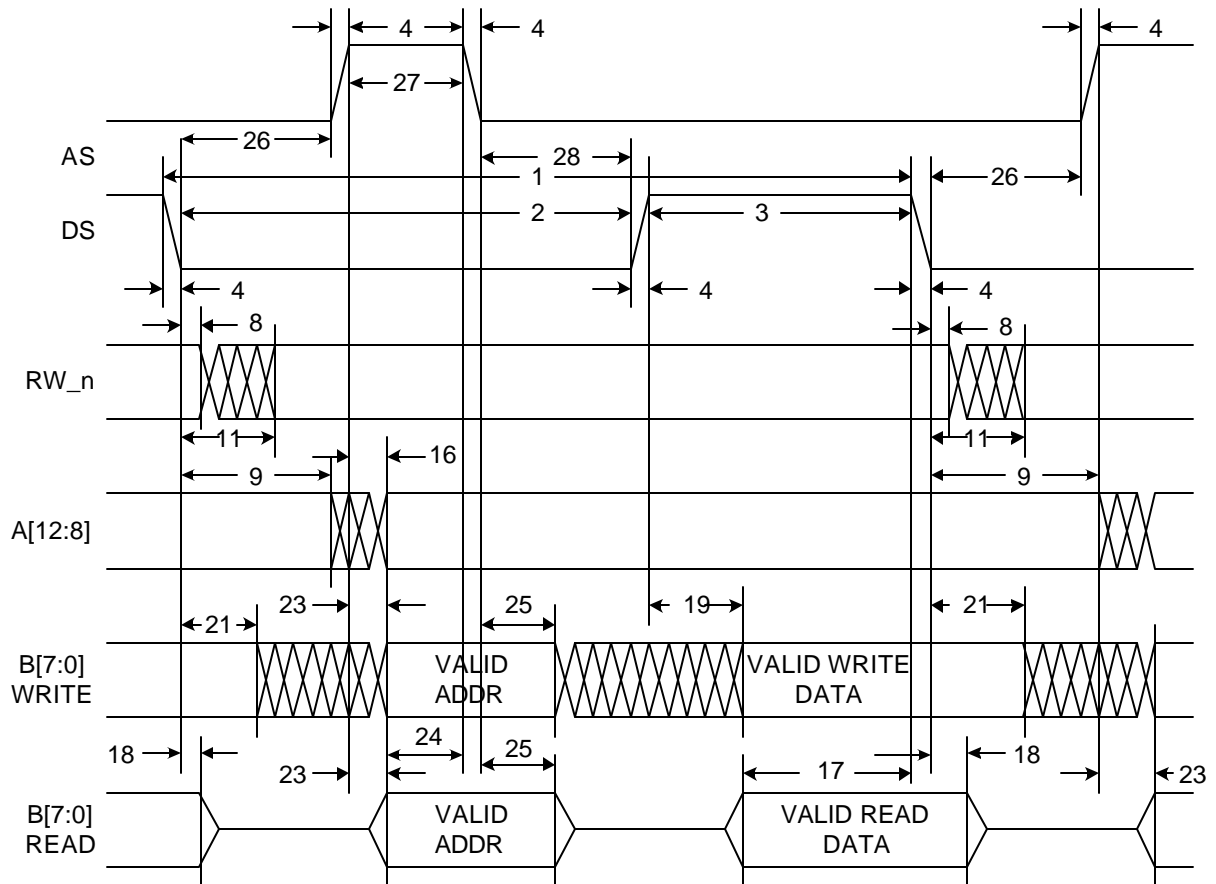 4 4 4
27
26
AS
28
1 26
2 3
DS
4 4 4
8 8
RW_n
11 11
16
9 9
A[12:8]
23 25 19
21 21
B[7:0] VALID VALID WRITE
WRITE ADDR DATA
24
18 25 18
23 17 23
B[7:0] VALID VALID READ
READ ADDR DATA